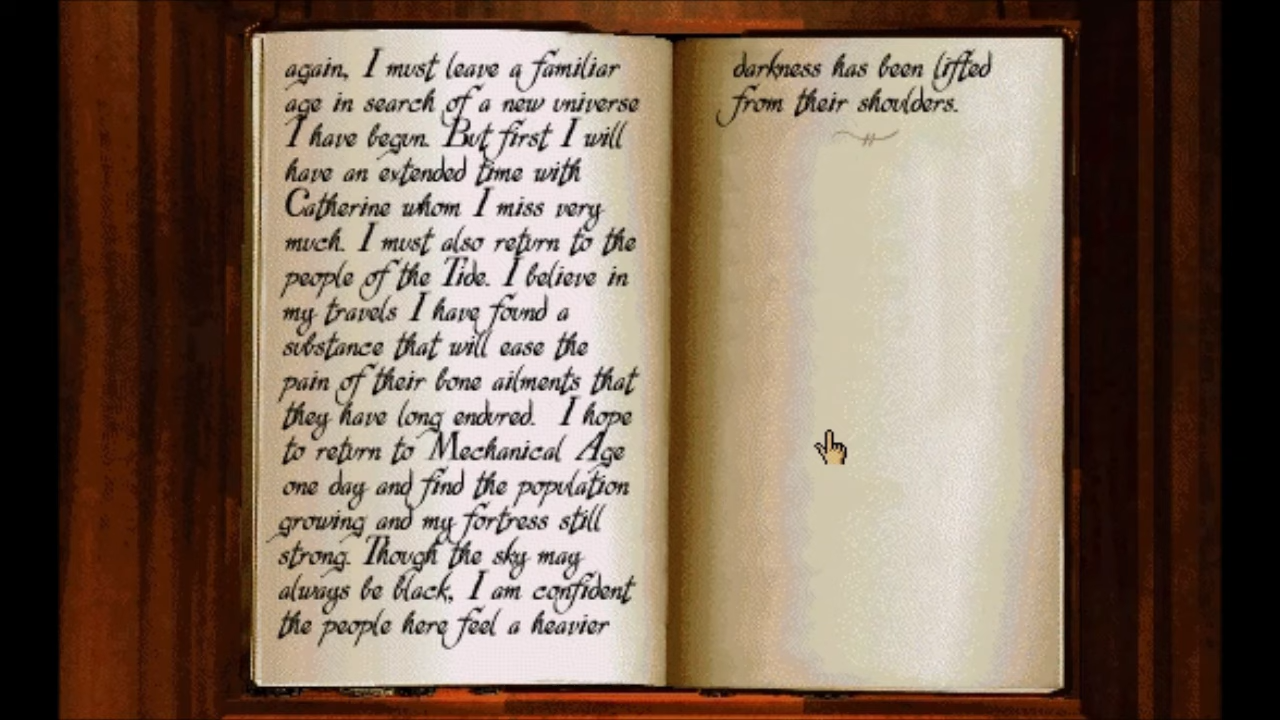 again, I must leave a familiar
age in search of a new universe
I have begun. But first I will
have an extended time with
Catherine whom I miss very
much. I must also return to the
people of the Tide. I believe in
my travels I have found a
substance that will ease the
pain of their bone ailments that
they have long endured. I hope
to return to Mechanical Age
one day and find the population
growing and my fortress still
strong. Though the sky may
always be black, I am confident
the people here feel a heavier
darkness has been lifted
from their shoulders.